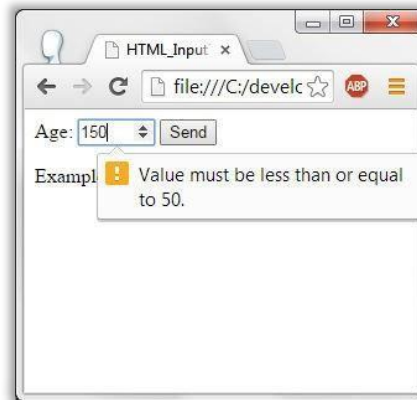 HTML_Input
file:///C:/develc
ABP
Age: 150 Send
Value must be less than or equal
to 50.
Exampl